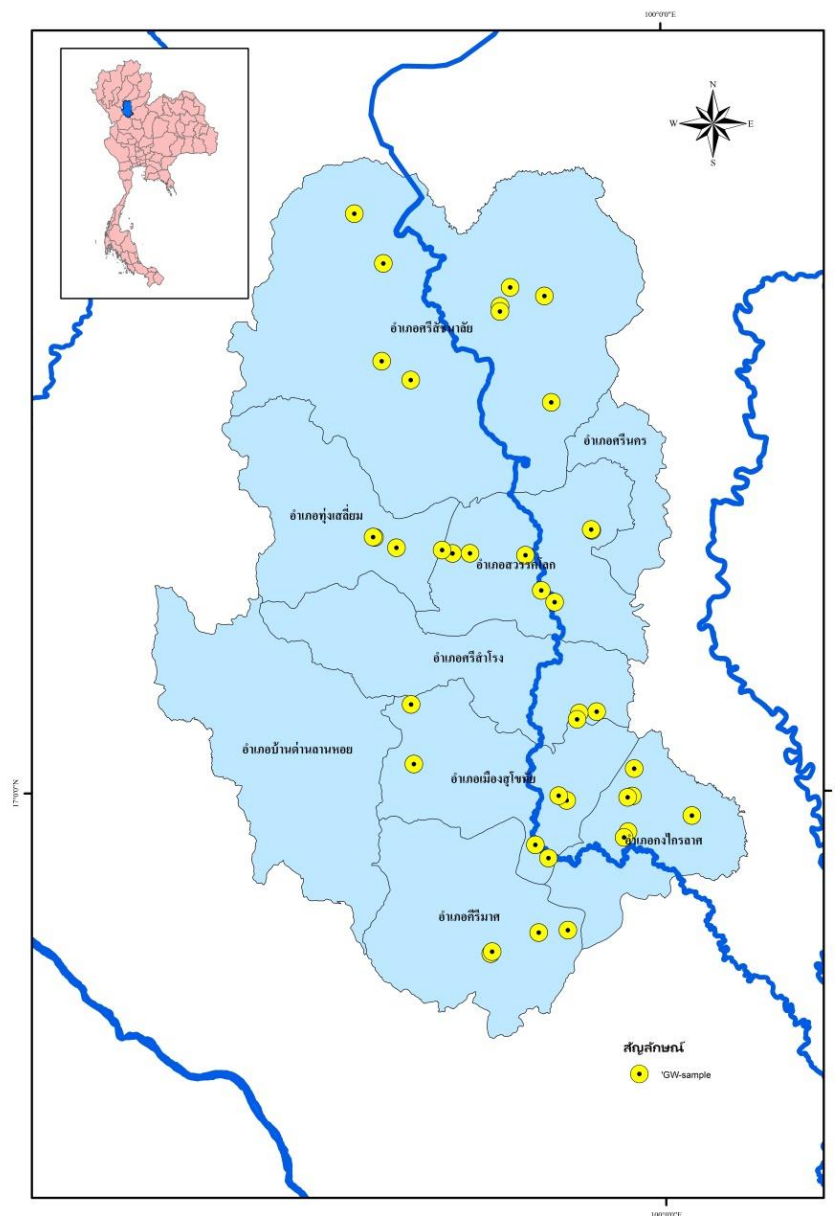 100°0'0"E
N
W
E
S
อำเภอศรีสัชนาลัย
อำเภอศรีนคร
อำเภอทุ่งเสลี่ยม
อำเภอสวรรคโลก
อำเภอศรีสำโรง
อำเภอบ้านด่านลานหอย
อำเภอเมืองสุโขทัย
17°0'0"N
อำเภอกงไกรลาศ
อำเภอคีรีมาศ
สัญลักษณ์
'GW-sample
100°0'0"E